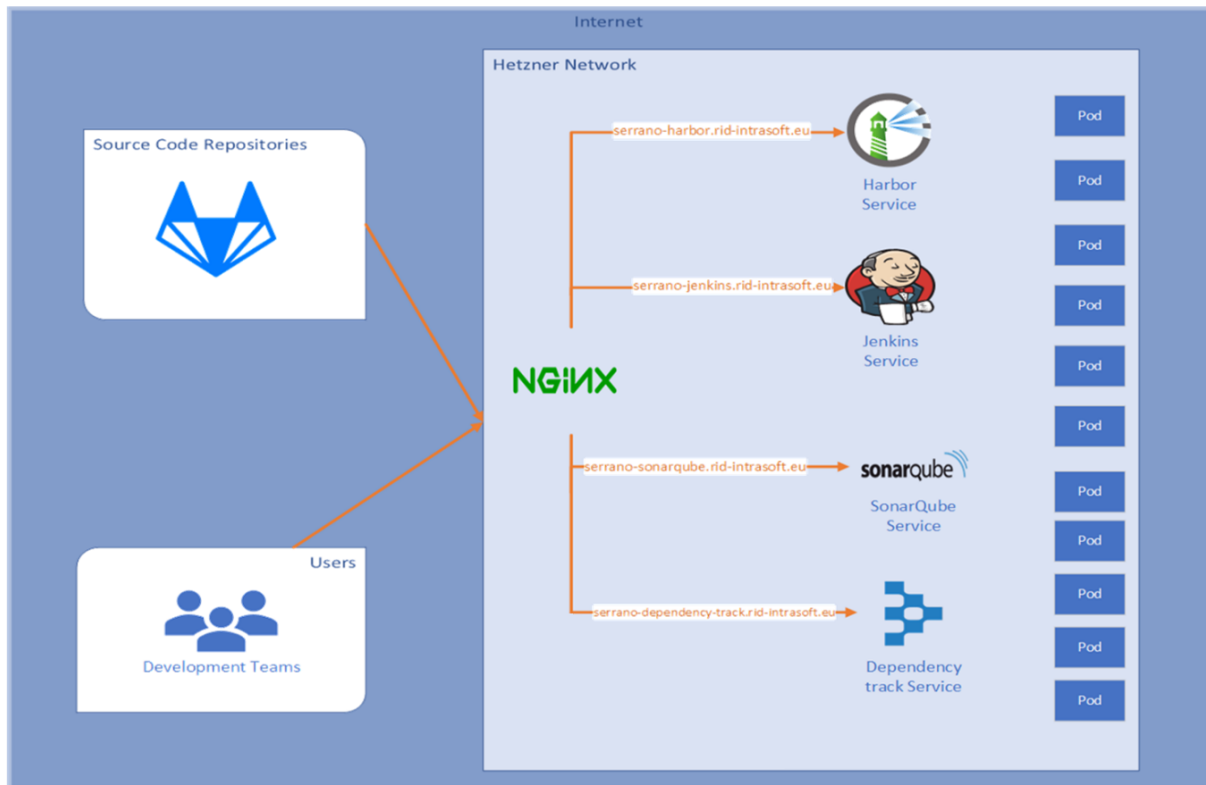 Internet
Hetzner Network
Source Code Repositories
Users
Development Teams
NGiNX
serrano-harbor.rid-intrasoft.eu
Harbor
Service
serrano-jenkins.rid-intrasoft.eu
Jenkins
Service
serrano-sonarqube.rid-intrasoft.eu
sonarqube
SonarQube
Service
serrano-dependency-track.rid-intrasoft.eu
Dependency
track Service
Pod
Pod
Pod
Pod
Pod
Pod
Pod
Pod
Pod
Pod
Pod